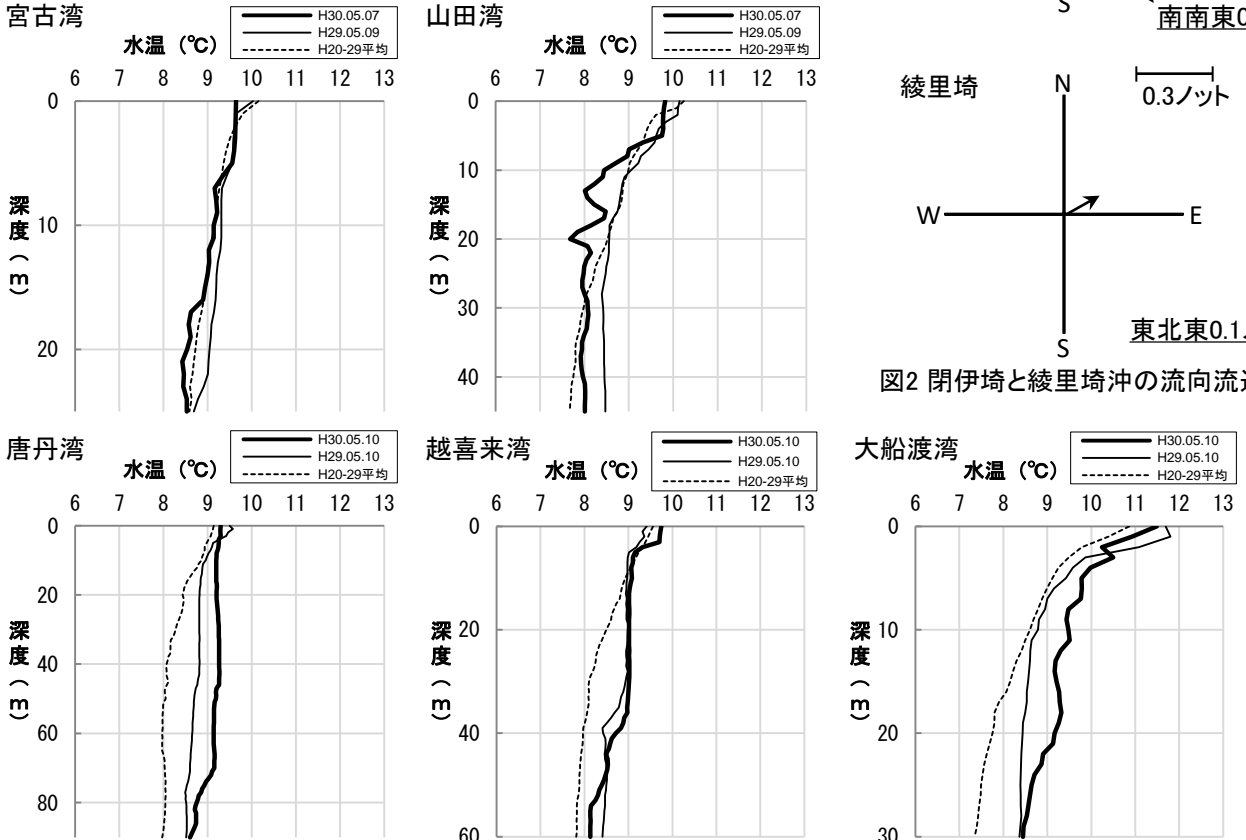 宮古湾
H30.05.07
H29.05.09
H20-29平均
水温 (℃)
6 7 8 9 10 11 12 13
0
10
20
深度(m)
山田湾
H30.05.07
H29.05.09
H20-29平均
水温 (℃)
6 7 8 9 10 11 12 13
0
10
20
30
40
深度(m)
S
南南東0
綾里埼
0.3ノット
N
W
E
S
東北東0.1
図2 閉伊埼と綾里埼沖の流向流
唐丹湾
H30.05.10
H29.05.10
H20-29平均
水温 (℃)
6 7 8 9 10 11 12 13
0
20
40
60
80
深度(m)
越喜来湾
H30.05.10
H29.05.10
H20-29平均
水温 (℃)
6 7 8 9 10 11 12 13
0
20
40
60
深度(m)
大船渡湾
H30.05.10
H29.05.10
H20-29平均
水温 (℃)
6 7 8 9 10 11 12 13
0
10
20
30
深度(m)